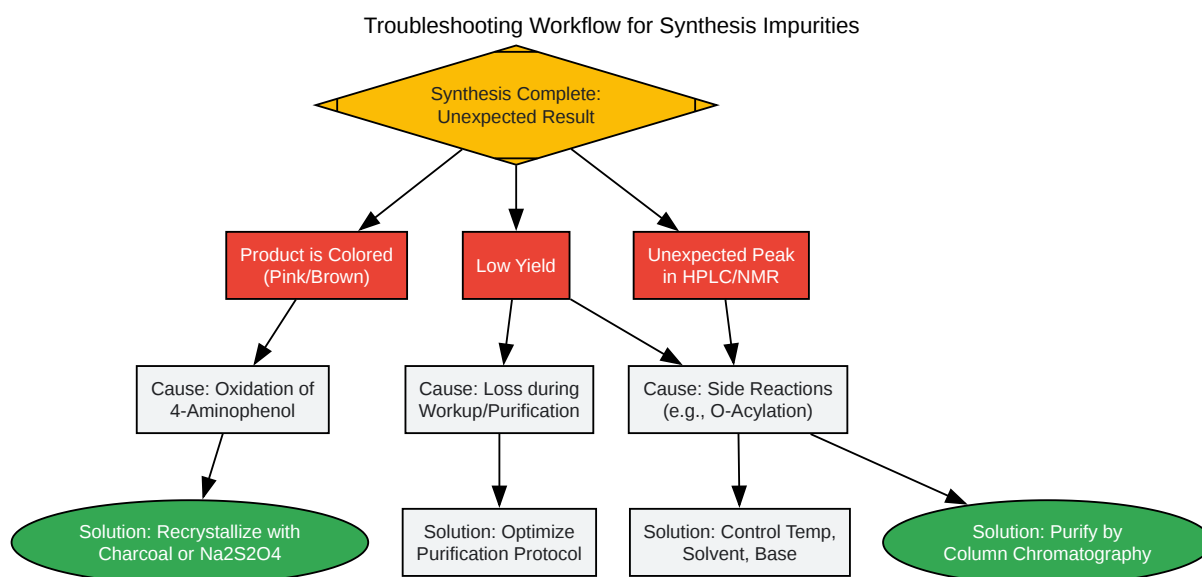 Troubleshooting Workflow for Synthesis Impurities
Synthesis Complete:
Unexpected Result
Product is Colored
(Pink/Brown)
Low Yield
Unexpected Peak
in HPLC/NMR
Cause: Oxidation of
4-Aminophenol
Cause: Loss during
Workup/Purification
Cause: Side Reactions
(e.g., O-Acylation)
Solution: Recrystallize with
Charcoal or Na2S2O4
Solution: Optimize
Purification Protocol
Solution: Control Temp,
Solvent, Base
Solution: Purify by
Column Chromatography